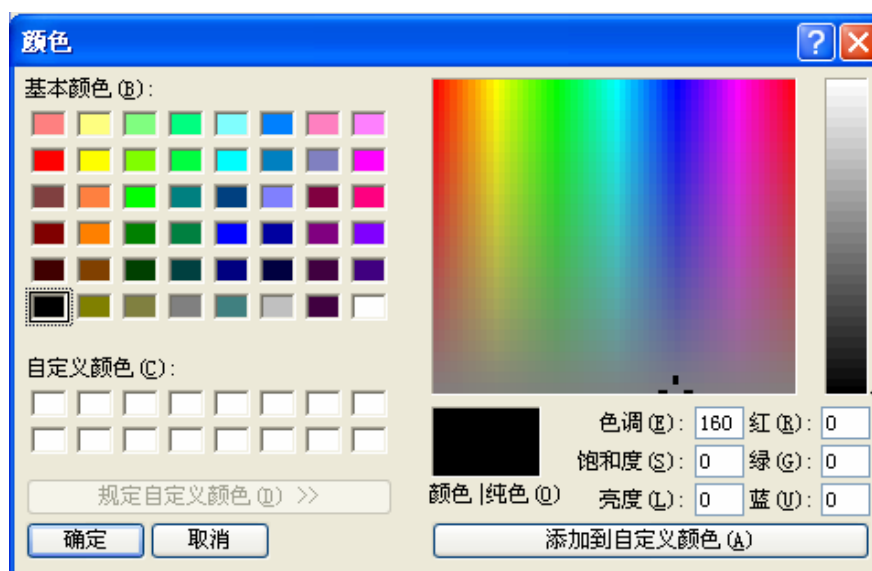 颜色
基本颜色(B):
自定义颜色(C):
规定自定义颜色(D) >>
确定 取消
颜色|纯色(O)
色调(E): 160 红(R): 0
饱和度(S): 0 绿(G): 0
亮度(L): 0 蓝(U): 0
添加到自定义颜色(A)